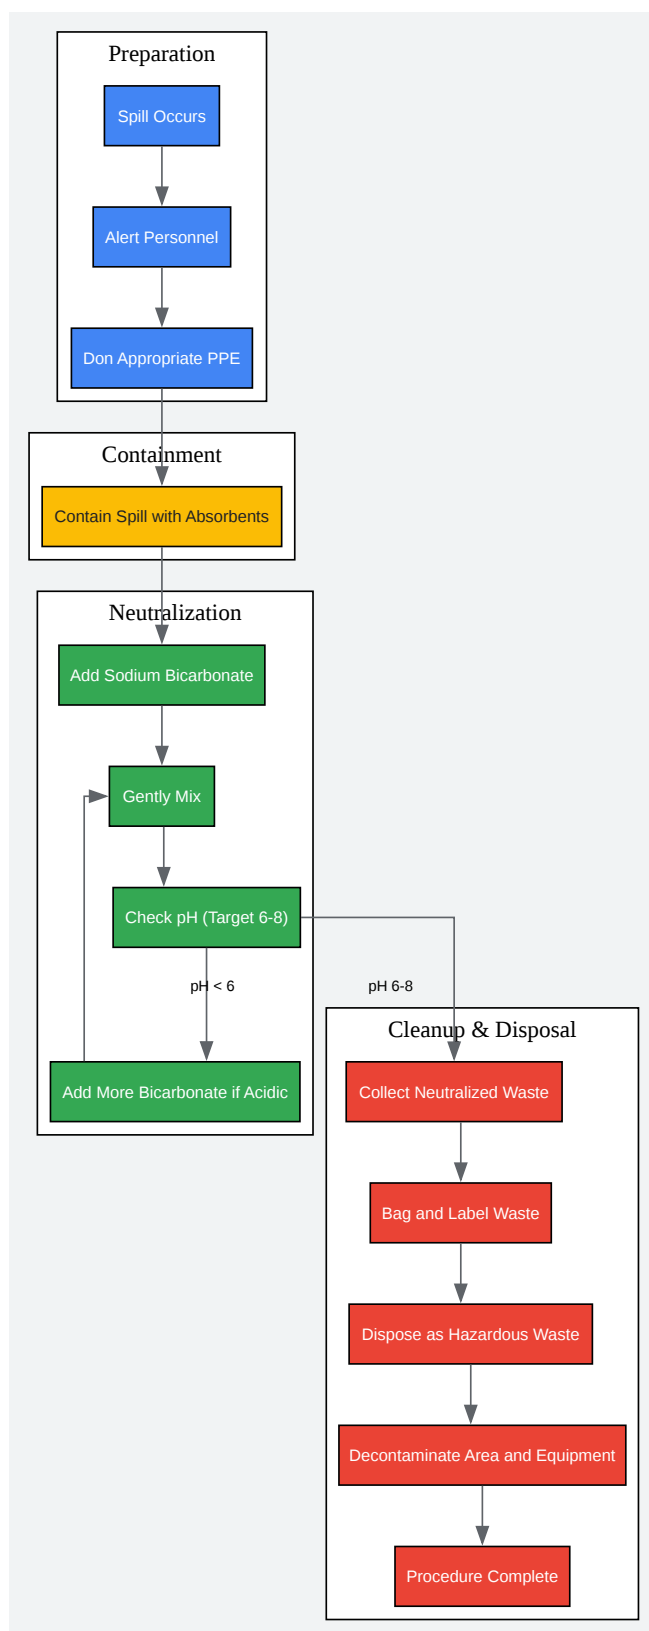 Preparation
Spill Occurs
Alert Personnel
Don Appropriate PPE
Containment
Contain Spill with Absorbents
Neutralization
Add Sodium Bicarbonate
Gently Mix
Check pH (Target 6-8)
pH < 6
pH 6-8
Add More Bicarbonate if Acidic
Cleanup & Disposal
Collect Neutralized Waste
Bag and Label Waste
Dispose as Hazardous Waste
Decontaminate Area and Equipment
Procedure Complete